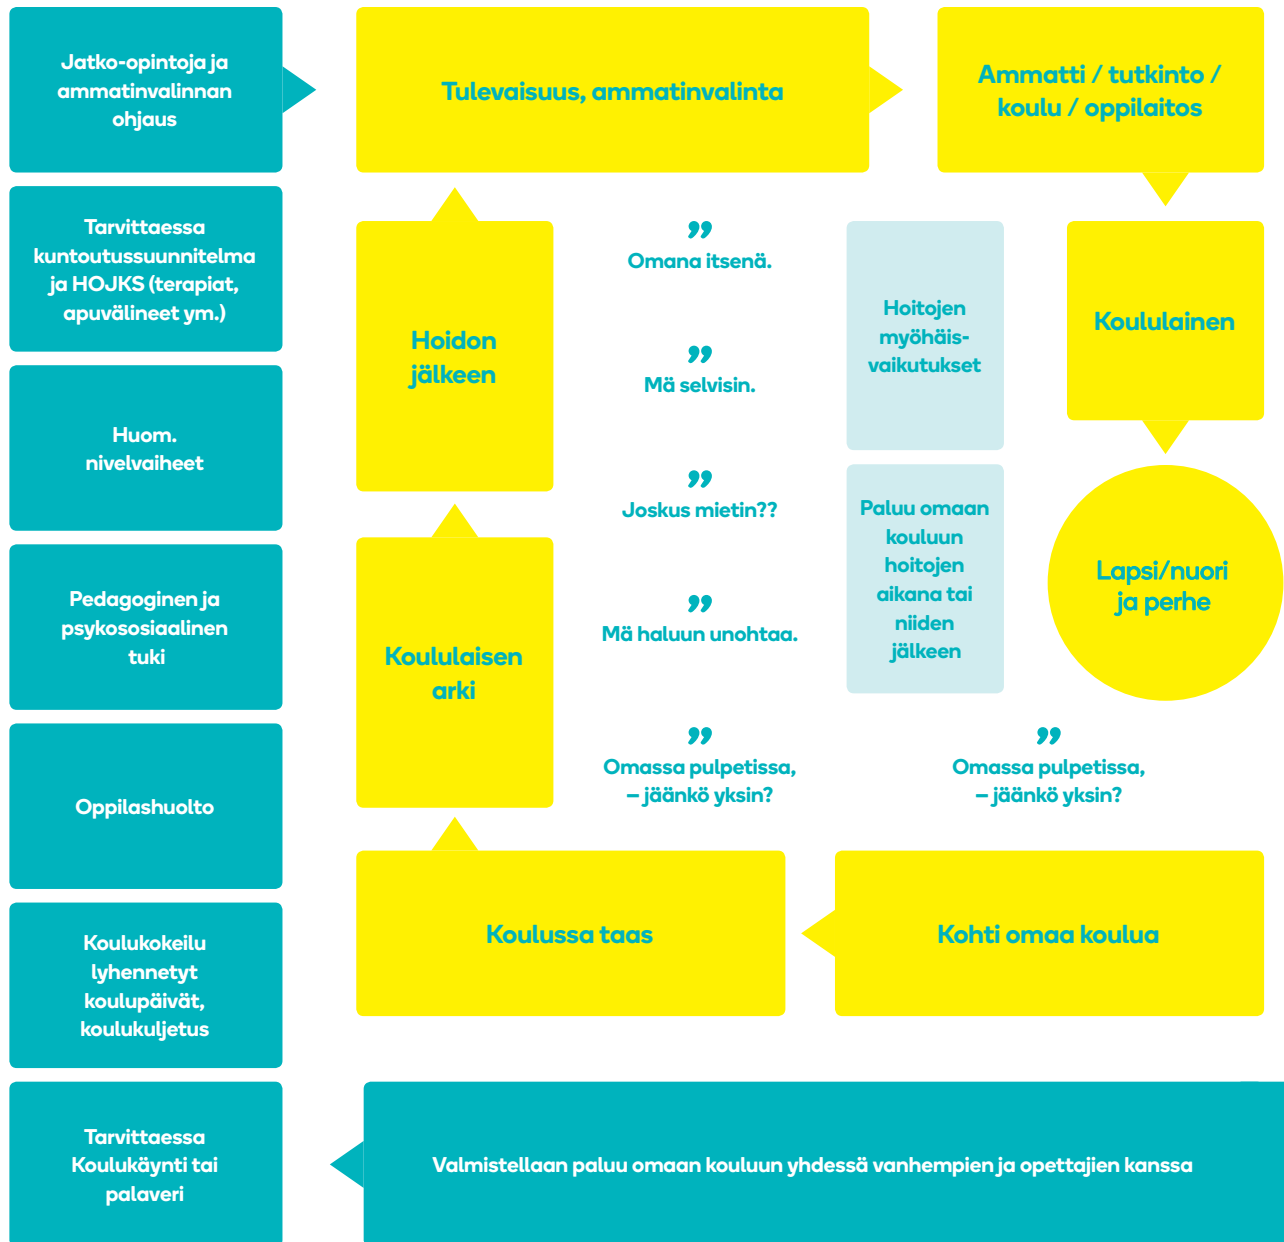 Jatko-opintoja ja
ammatinvalinnan
ohjaus
Tulevaisuus, ammatinvalinta
Ammatti / tutkinto /
koulu / oppilaitos
Tarvittaessa
kuntoutussuunnitelma
ja HOJKS (terapiat,
apuvälineet ym.)
Huom.
nivelvaiheet
Pedagoginen ja
psykososiaalinen
tuki
Oppilashuolto
Koulukokeilu
lyhennetyt
koulupäivät,
koulukuljetus
Tarvittaessa
Koulukäynti tai
palaveri
Hoidon
jälkeen
Koululaisen
arki
”
Omana itsenä.
”
Mä selvisin.
”
Joskus mietin??
”
Mä haluun unohtaa.
”
Omassa pulpetissa,
– jäänkö yksin?
Hoitojen
myöhäis-
vaikutukset
Paluu omaan
kouluun
hoitojen
aikana tai
niiden
jälkeen
Koululainen
Lapsi/nuori
ja perhe
”
Omassa pulpetissa,
– jäänkö yksin?
Koulussa taas
Kohti omaa koulua
Valmistellaan paluu omaan kouluun yhdessä vanhempien ja opettajien kanssa